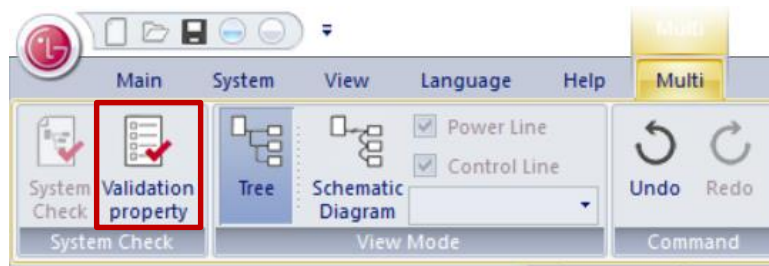 Multi
Main System View Language Help Multi
Power Line
Control Line
System Check
Validation property
Tree
Schematic Diagram
Undo Redo
System Check View Mode Command